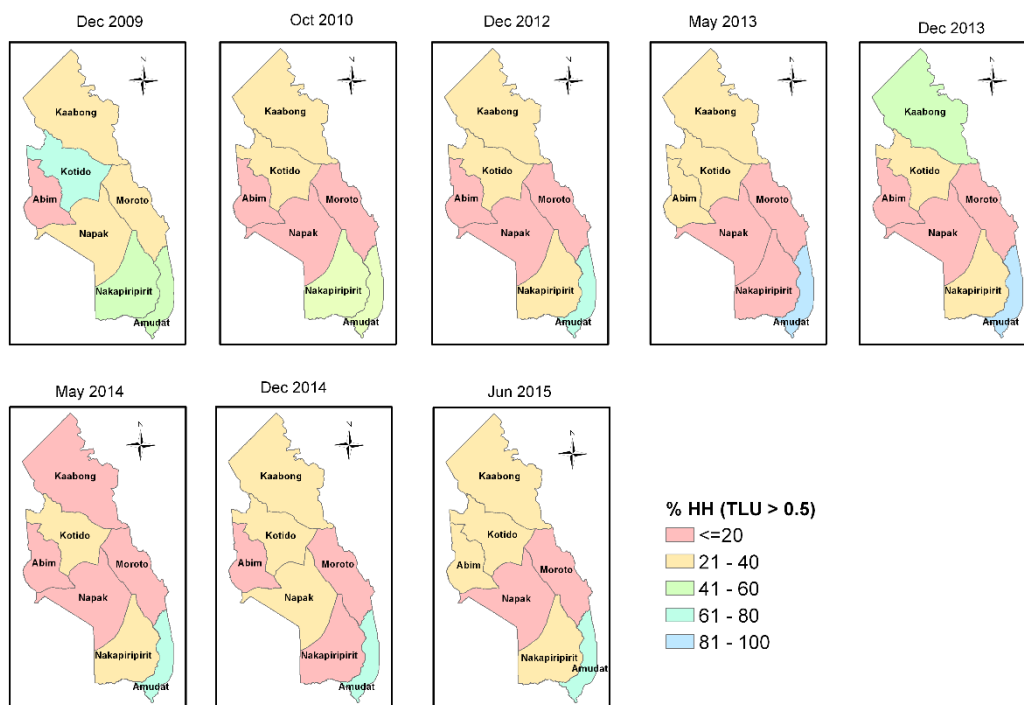 Dec 2009
Oct 2010
Dec 2012
May 2013
Dec 2013
N
Kaabong
Kotido
Abim
Moroto
Napak
Nakapiripirit
Amudat
N
Kaabong
Kotido
Abim
Moroto
Napak
Nakapiripirit
Amudat
N
Kaabong
Kotido
Abim
Moroto
Napak
Nakapiripirit
Amudat
N
Kaabong
Kotido
Abim
Moroto
Napak
Nakapiripirit
Amudat
N
Kaabong
Kotido
Abim
Moroto
Napak
Nakapiripirit
Amudat
May 2014
Dec 2014
Jun 2015
N
Kaabong
Kotido
Abim
Moroto
Napak
Nakapiripirit
Amudat
N
Kaabong
Kotido
Abim
Moroto
Napak
Nakapiripirit
Amudat
N
Kaabong
Kotido
Abim
Moroto
Napak
Nakapiripirit
Amudat
% HH (TLU > 0.5)
<=20
21 - 40
41 - 60
61 - 80
81 - 100